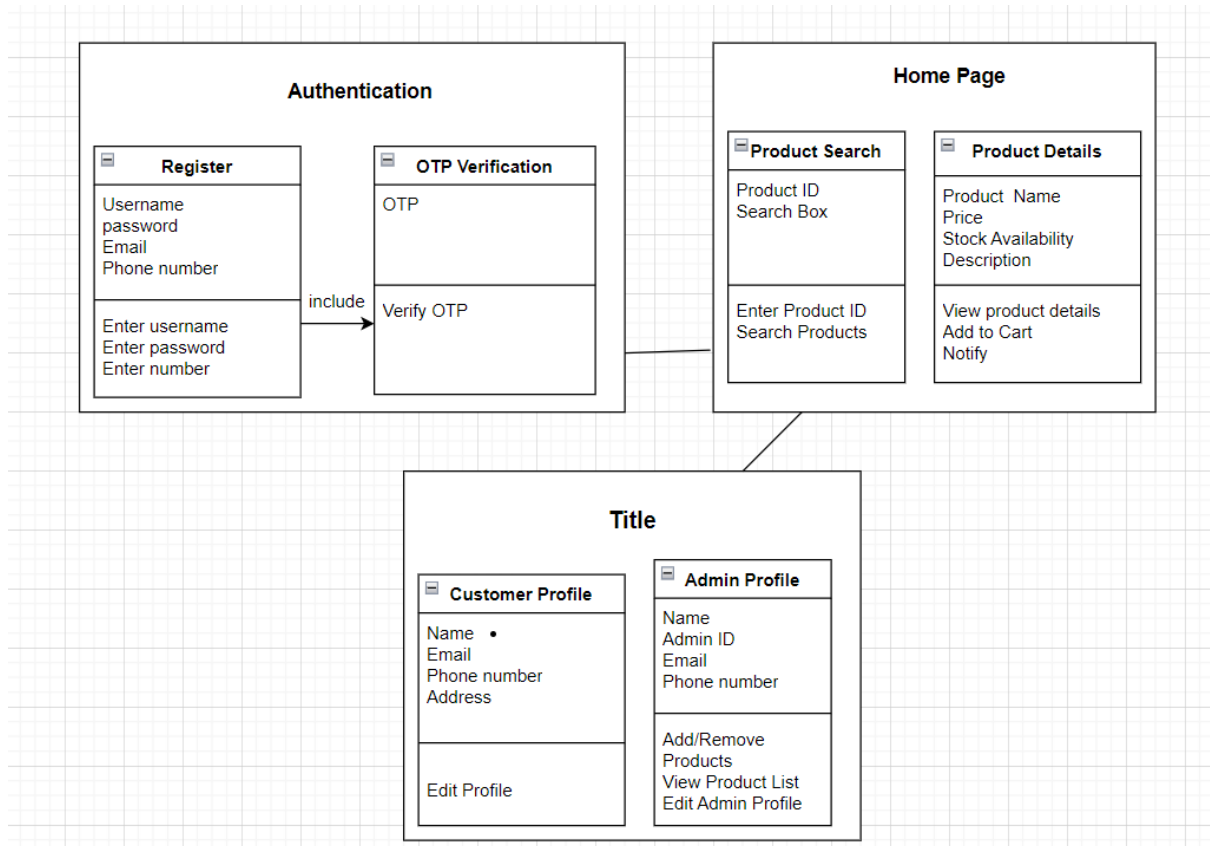 Authentication
Register
Username
password
Email
Phone number
Enter username
Enter password
Enter number
include
OTP Verification
OTP
Verify OTP
Home Page
Product Search
Product ID
Search Box
Enter Product ID
Search Products
Product Details
Product  Name
Price
Stock Availability
Description
View product details
Add to Cart
Notify
Title
Customer Profile
Name
Email
Phone number
Address
Edit Profile
Admin Profile
Name
Admin ID
Email
Phone number
Add/Remove
Products
View Product List
Edit Admin Profile